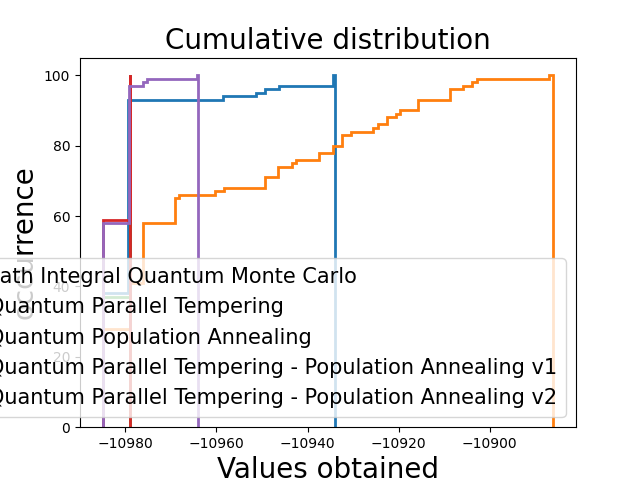 Cumulative distribution
100
80
60
40
20
0
occurrence
ath Integral Quantum Monte Carlo
Quantum Parallel Tempering
Quantum Population Annealing
Quantum Parallel Tempering - Population Annealing v1
Quantum Parallel Tempering - Population Annealing v2
−10980 −10960 −10940 −10920 −10900
Values obtained